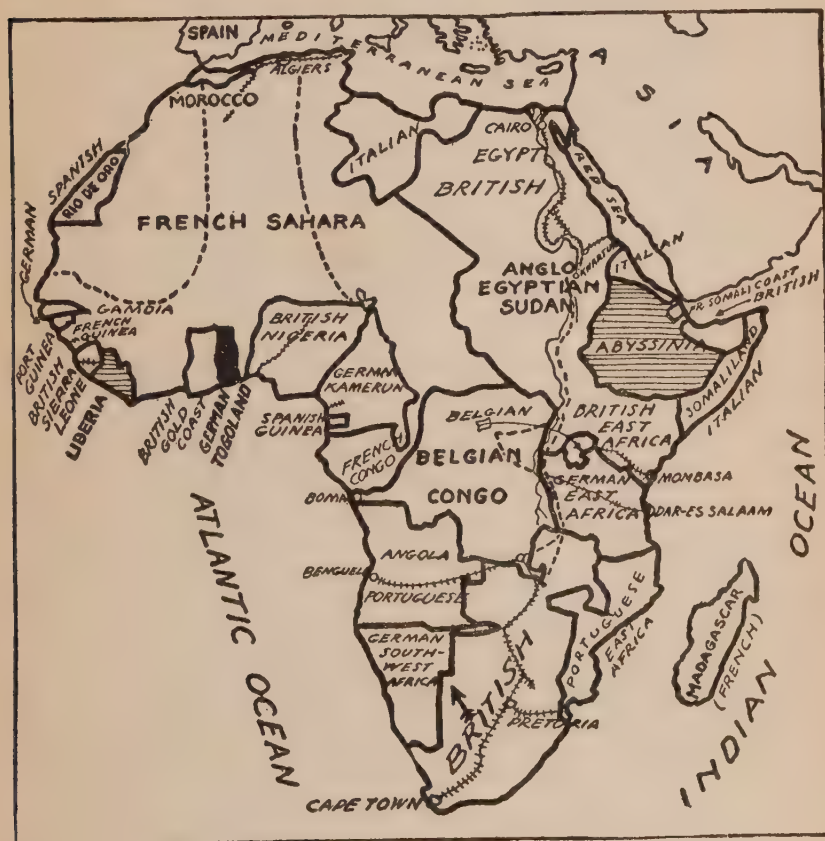 SPAIN
MEDITERRANEAN SEA
ASIA
ALGIERS
MOROCCO
SPANISH
RIO DE ORO
ITALIAN
CAIRO
EGYPT
BRITISH
RED SEA
FRENCH SAHARA
GERMAN
ANGLO
EGYPTIAN
SUDAN
KHARTUM
ITALIAN
FR. SOMALI COAST
BRITISH
GAMBIA
FRENCH GUINEA
PORT GUINEA
BRITISH
SIERRA
LEONE
LIBERIA
BRITISH
GOLD
COAST
GERMAN
TOGOLAND
BRITISH
NIGERIA
GERMAN
KAMERUN
ABYSSINIA
SOMALILAND
ITALIAN
SPANISH
GUINEA
FRENCH
CONGO
BELGIAN
BELGIAN
CONGO
BRITISH
EAST
AFRICA
GERMAN
EAST
AFRICA
MOMBASA
DAR-ES SALAAM
BOMA
ANGOLA
BENGUEL
PORTUGUESE
GERMAN
SOUTH-
WEST
AFRICA
BRITISH
PORTUGUESE
EAST
AFRICA
PRETORIA
MADAGASCAR
(FRENCH)
CAPE TOWN
ATLANTIC OCEAN
INDIAN OCEAN